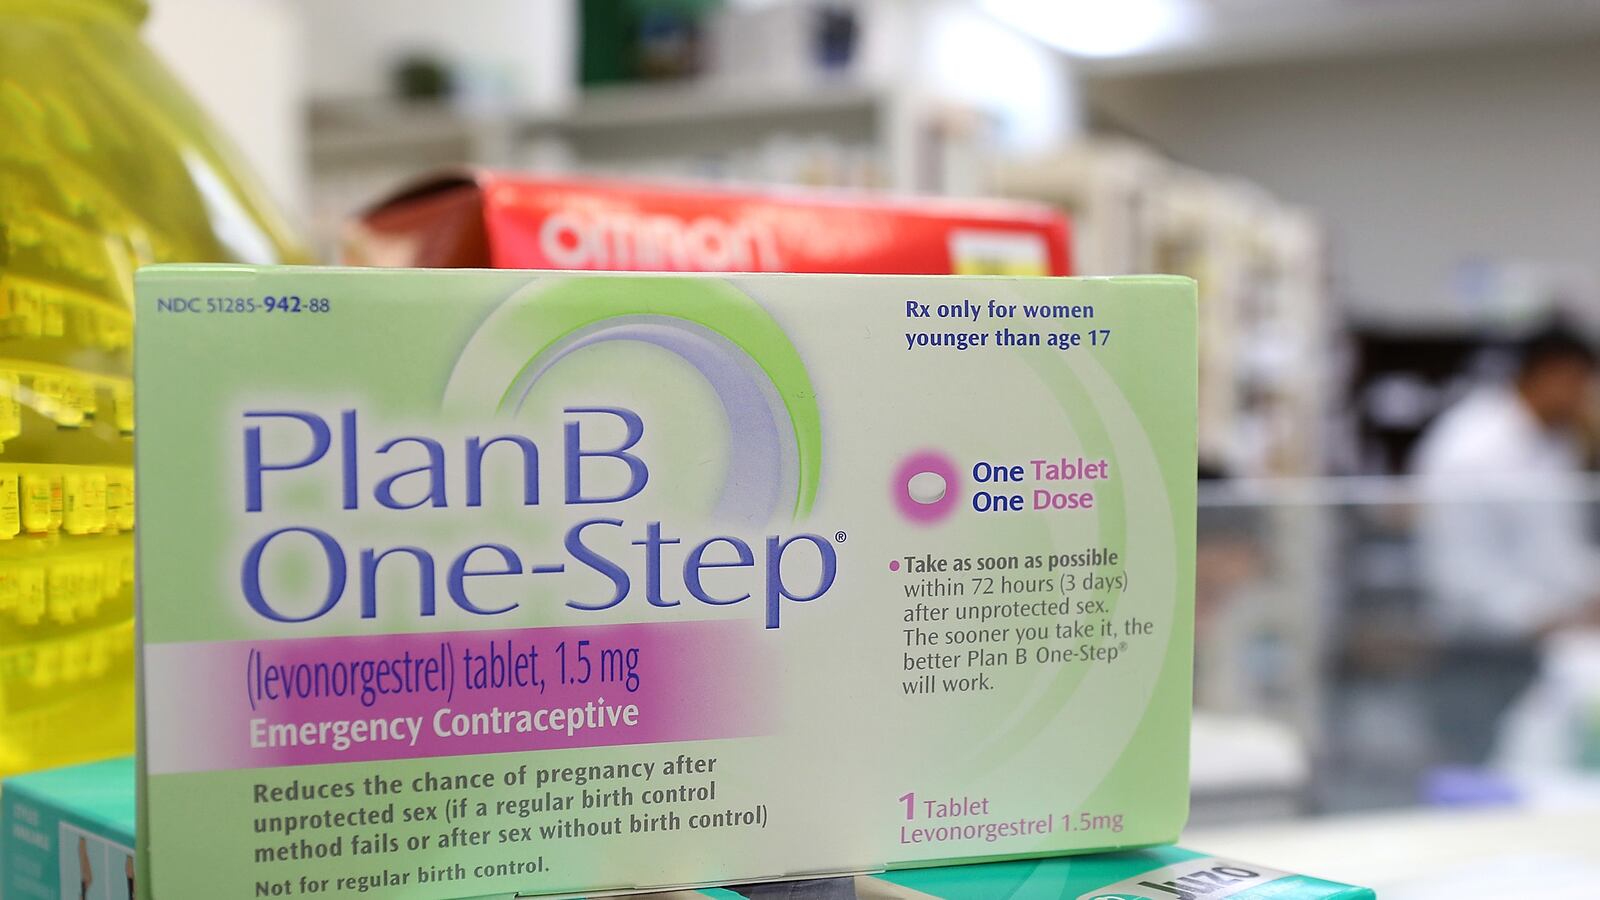 omron
NDC 51285-942-88
Rx only for women
younger than age 17
Plan B
One-Step®
One Tablet
One Dose
• Take as soon as possible
within 72 hours (3 days)
after unprotected sex.
The sooner you take it, the
better Plan B One-Step®
will work.
(levonorgestrel) tablet, 1.5 mg
Emergency Contraceptive
Reduces the chance of pregnancy after
unprotected sex (if a regular birth control
method fails or after sex without birth control)
Not for regular birth control.
1 Tablet
Levonorgestrel 1.5mg
Juzo